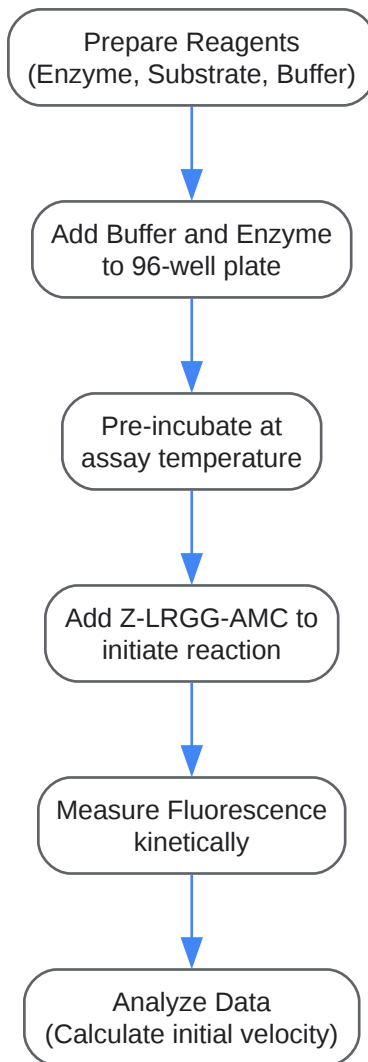 Prepare Reagents
(Enzyme, Substrate, Buffer)
Add Buffer and Enzyme
to 96-well plate
Pre-incubate at
assay temperature
Add Z-LRGG-AMC to
initiate reaction
Measure Fluorescence
kinetically
Analyze Data
(Calculate initial velocity)